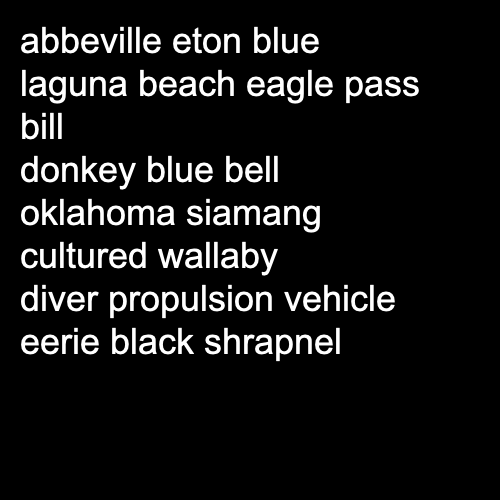 abbeville eton blue
laguna beach eagle pass
bill
donkey blue bell
oklahoma siamang
cultured wallaby
diver propulsion vehicle
eerie black shrapnel